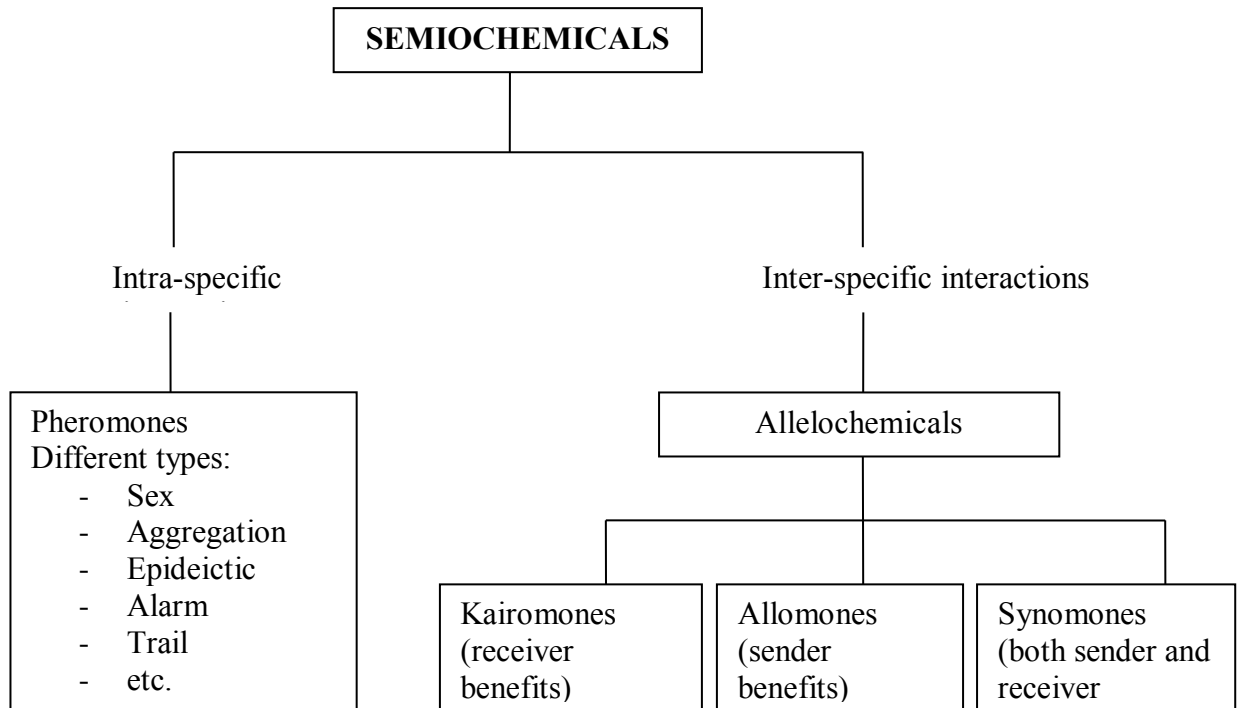 SEMIOCHEMICALS
Intra-specific
Inter-specific interactions
Pheromones
Different types:
- Sex
- Aggregation
- Epideictic
- Alarm
- Trail
- etc.
Allelochemicals
Kairomones
(receiver
benefits)
Allomones
(sender
benefits)
Synomones
(both sender and
receiver